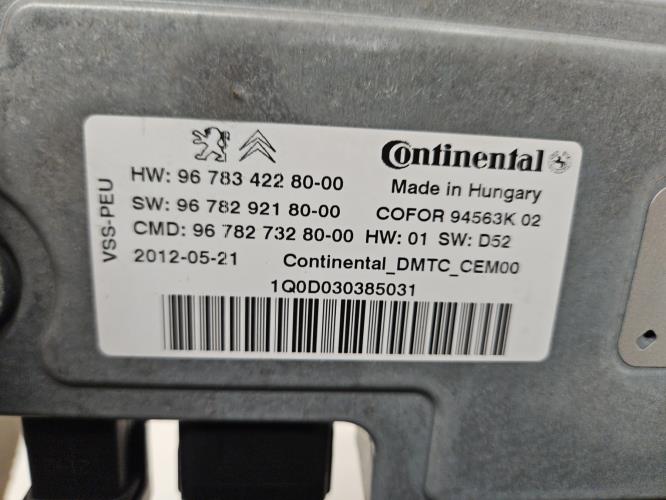 Continental
HW: 96 783 422 80-00
Made in Hungary
SW: 96 782 921 80-00
COFOR 94563K 02
CMD: 96 782 732 80-00 HW: 01 SW: D52
2012-05-21 Continental_DMTC_CEM00
1Q0D030385031
VSS-PEU